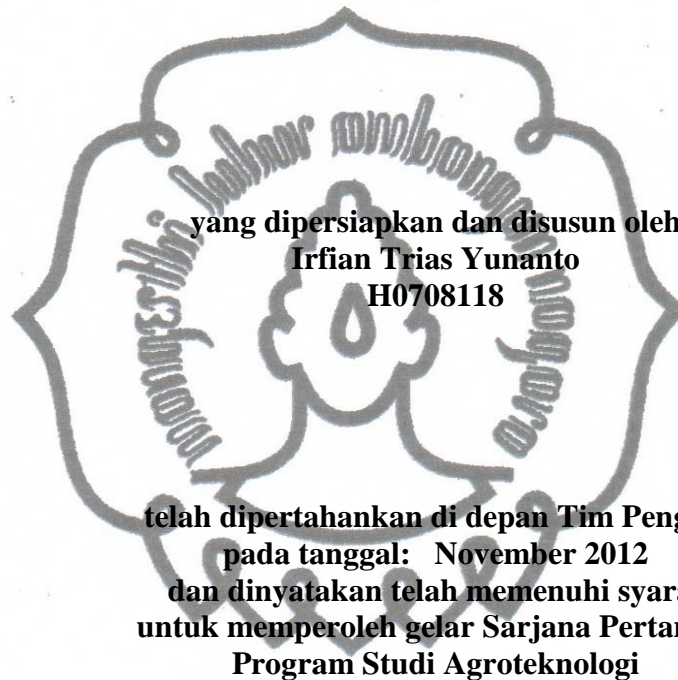 yang dipersiapkan dan disusun oleh
Irfian Trias Yunanto
H0708118
telah dipertahankan di depan Tim Peng
pada tanggal: November 2012
dan dinyatakan telah memenuhi syara
untuk memperoleh gelar Sarjana Pertan
Program Studi Agroteknologi